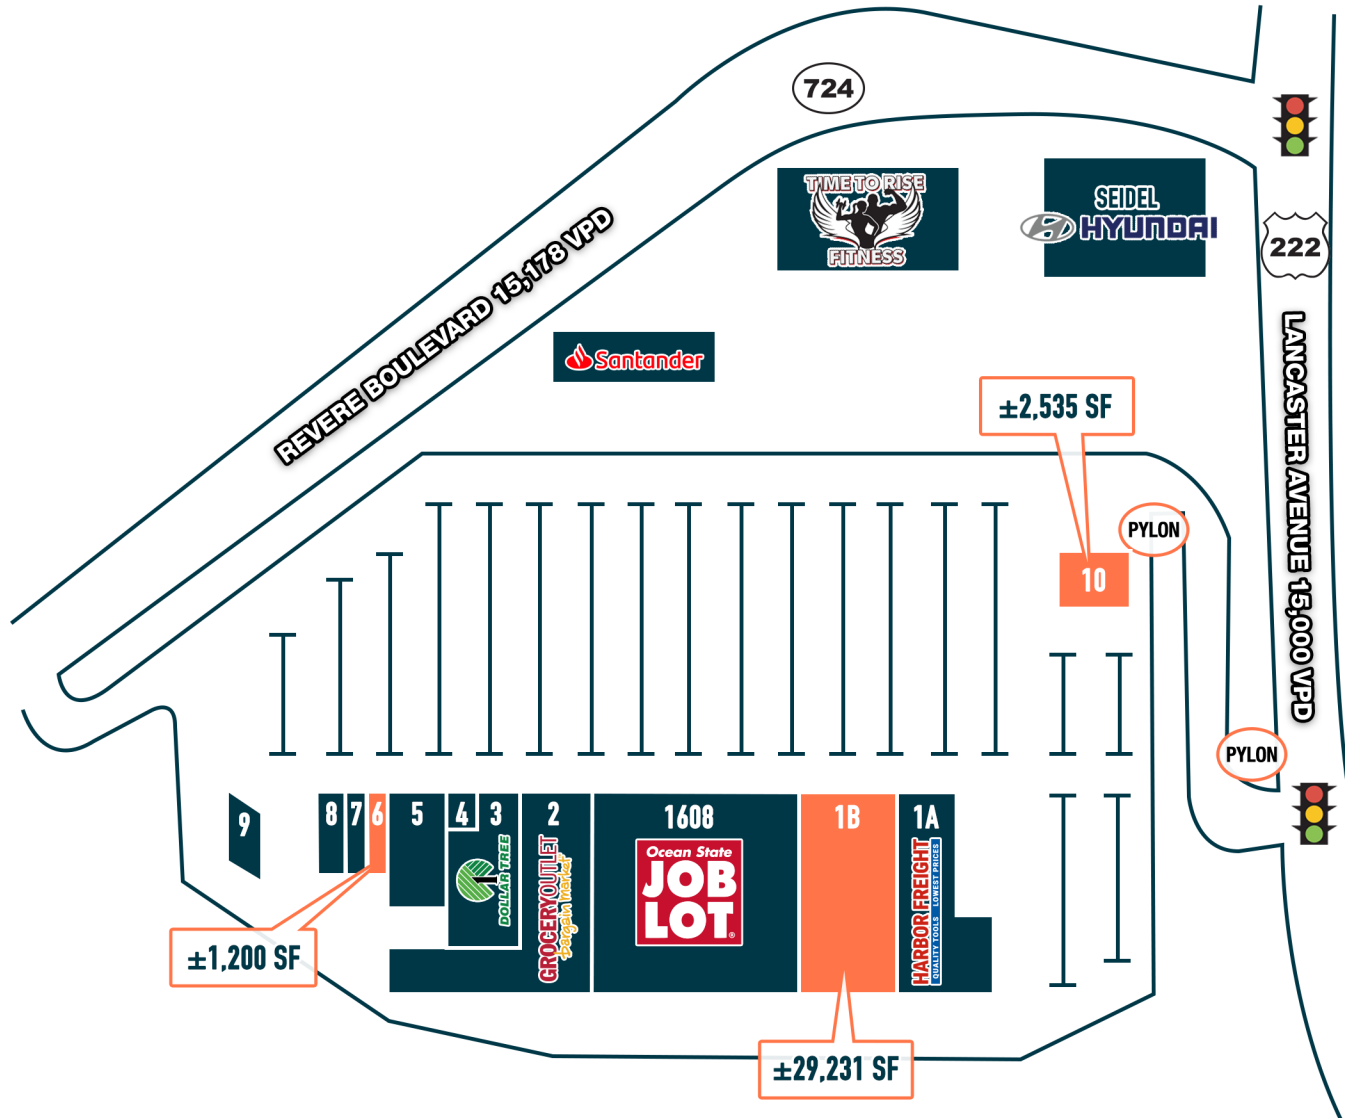 724
TIME TO RISE
FITNESS
SEIDEL
HYUNDAI
222
REVERE BOULEVARD 15,178 VPD
LANCASTER AVENUE 15,000 VPD
Santander
±2,535 SF
PYLON
10
PYLON
9
8
7
6
5
4
3
2
1608
1B
1A
1
DOLLAR TREE
GROCERY OUTLET
Bargain Market
Ocean State
JOB
LOT®
HARBOR FREIGHT
QUALITY TOOLS LOWEST PRICES
±1,200 SF
±29,231 SF